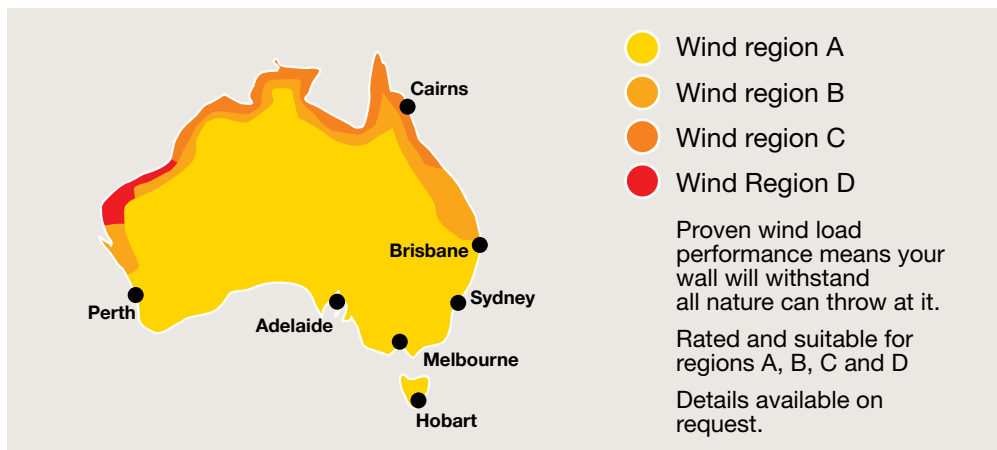 Wind region A
Wind region B
Wind region C
Wind Region D
Cairns
Brisbane
Perth
Sydney
Adelaide
Melbourne
Hobart
Proven wind load
performance means your
wall will withstand
all nature can throw at it.
Rated and suitable for
regions A, B, C and D
Details available on
request.